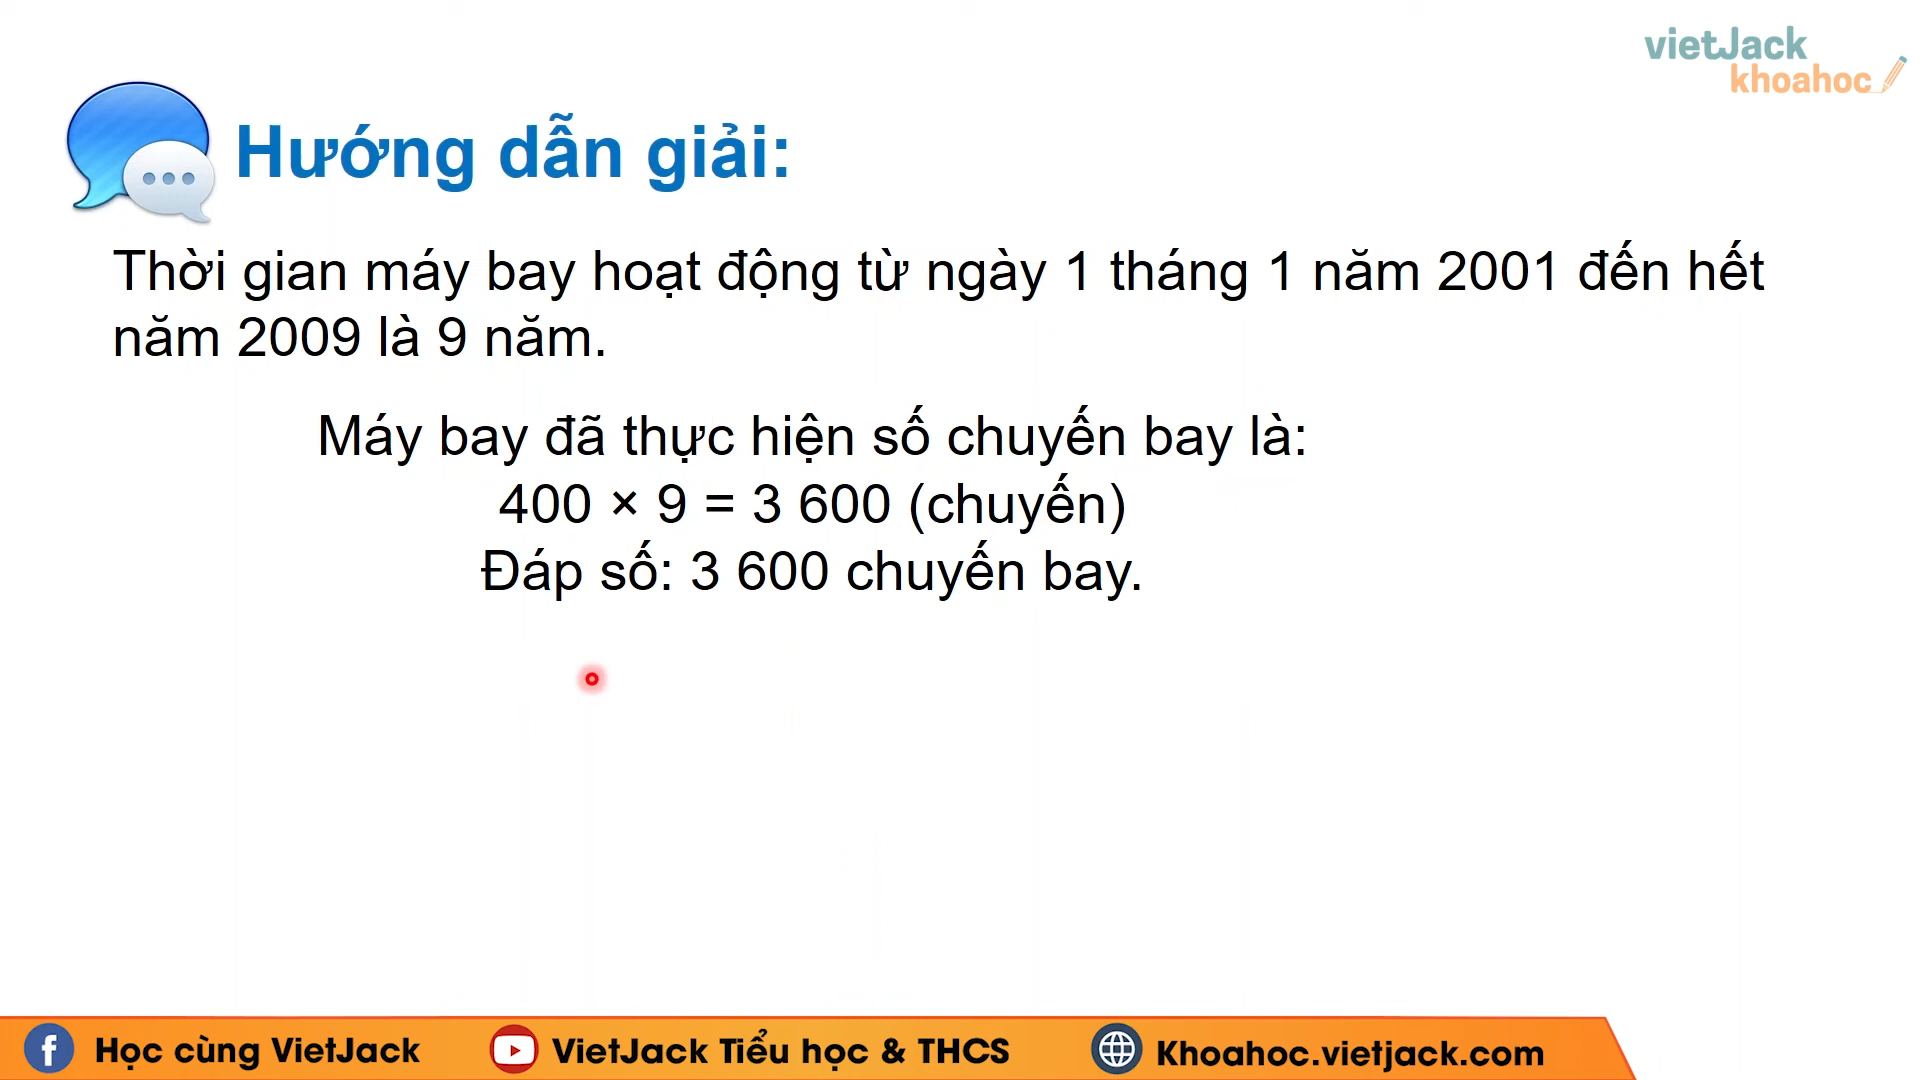 vietJack
khoahoc
Hướng dẫn giải:
Thời gian máy bay hoạt động từ ngày 1 tháng 1 năm 2001 đến hết
năm 2009 là 9 năm.
Máy bay đã thực hiện số chuyến bay là:
400 × 9 = 3 600 (chuyến)
Đáp số: 3 600 chuyến bay.
Học cùng VietJack
VietJack Tiểu học & THCS
Khoahoc.vietjack.com